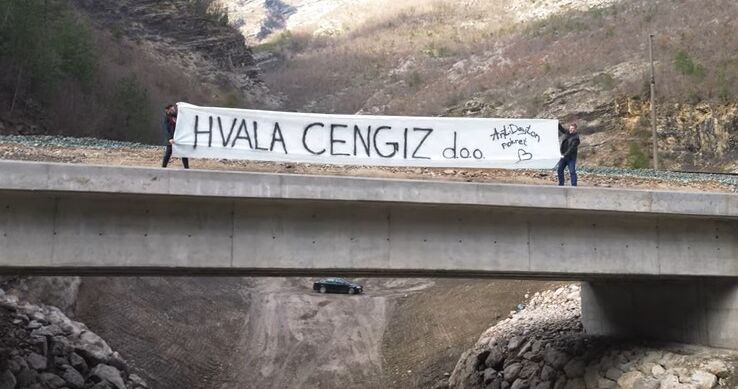 HVALA CENGIZ d.o.o.
Anti Dayton
pokret